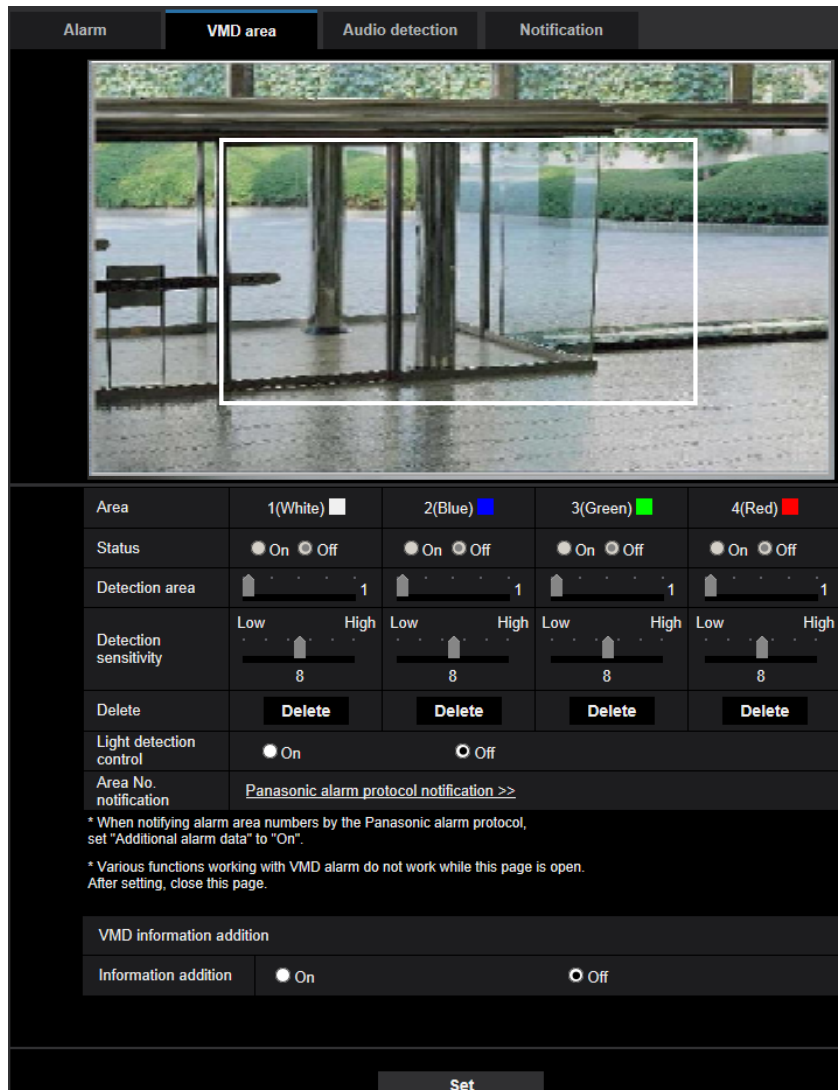 Alarm VMD area Audio detection Notification
Area 1(White) 2(Blue) 3(Green) 4(Red)
Status On Off On Off On Off On Off
Detection area 1 1 1 1
Low High Low High Low High Low High
Detection
sensitivity
8 8 8 8
Delete Delete Delete Delete Delete
Light detection
control On Off
Area No.
notification Panasonic alarm protocol notification >>
* When notifying alarm area numbers by the Panasonic alarm protocol,
set "Additional alarm data" to "On".
* Various functions working with VMD alarm do not work while this page is open.
After setting, close this page.
VMD information addition
Information addition On Off
Set